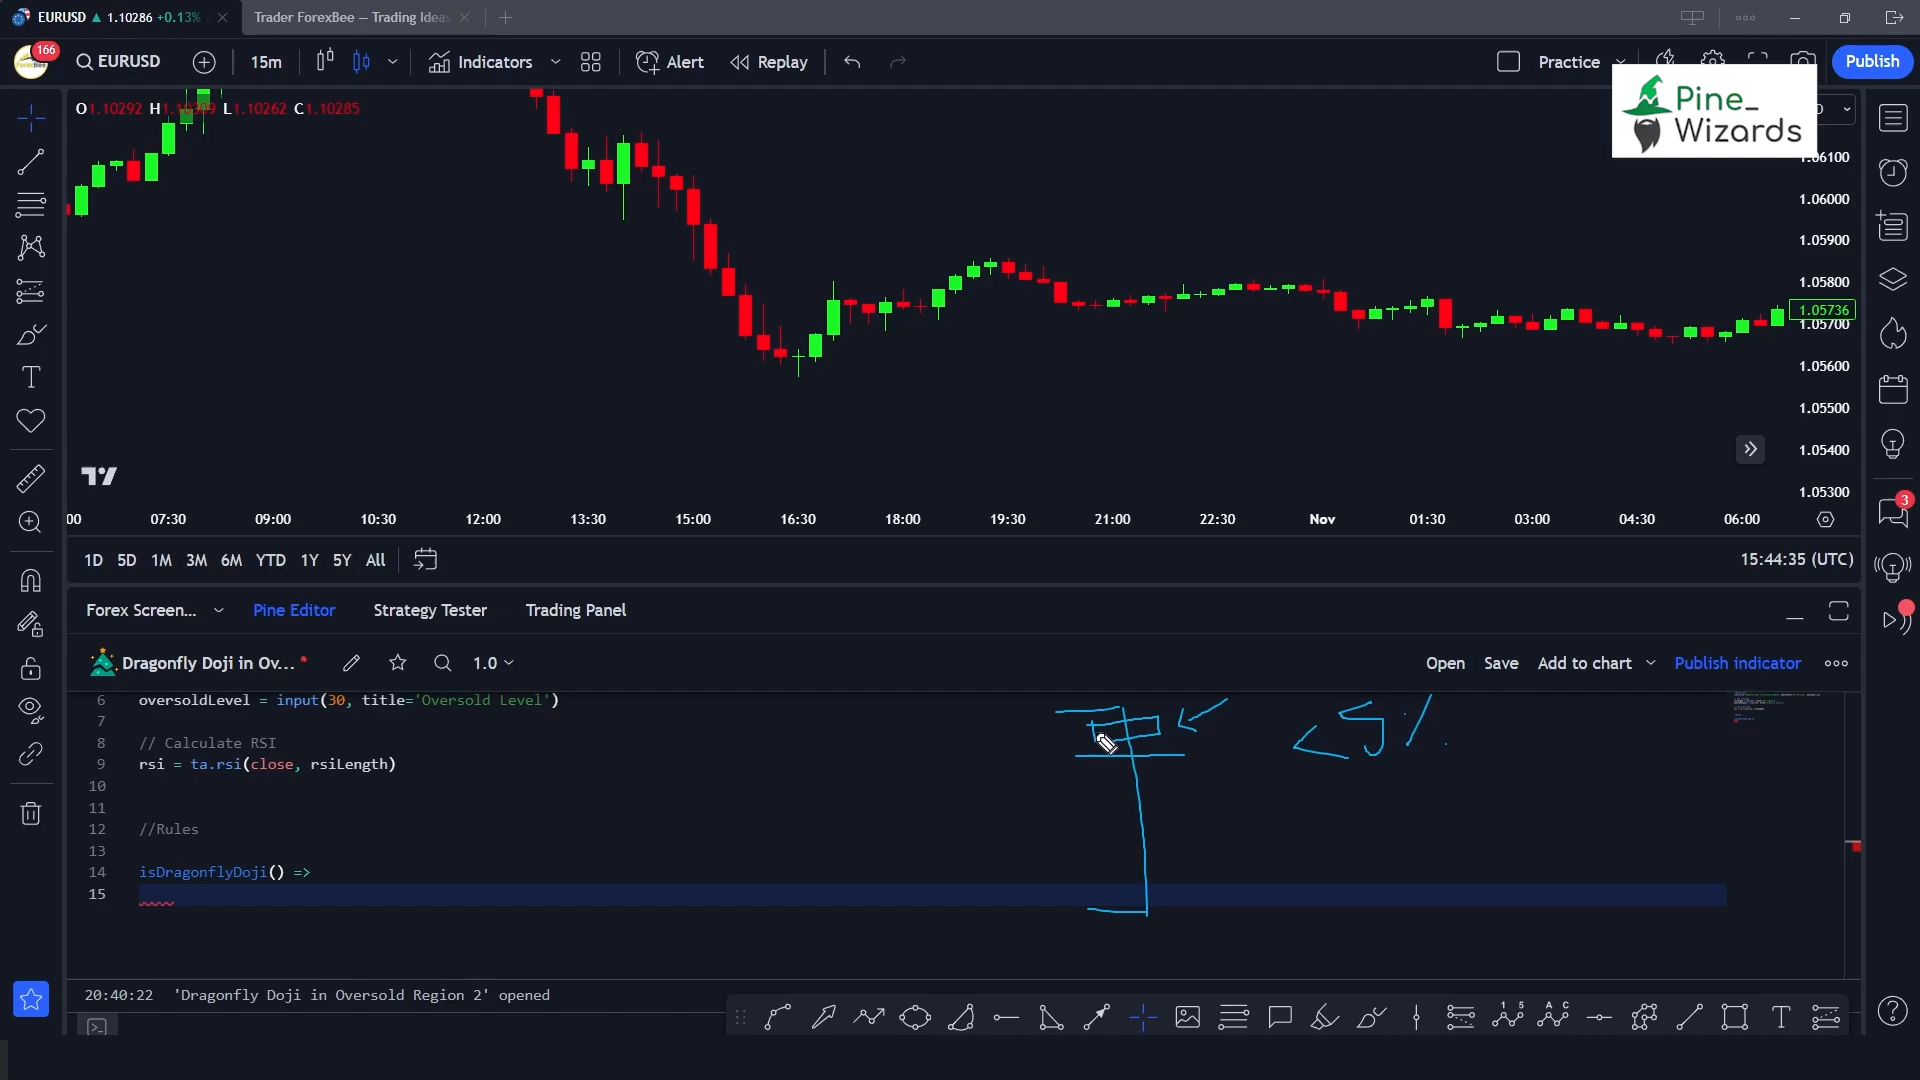 EURUSD ▲ 1.10286 +0.13%
Trader ForexBee — Trading Ideas
166
EURUSD
15m
Indicators
Alert
Replay
Practice
Publish
Pine_
Wizards
O1.10292 H1.10309 L1.10262 C1.10285
1.06100
1.06000
1.05900
1.05800
1.05736
1.05700
1.05600
1.05500
1.05400
1.05300
00 07:30 09:00 10:30 12:00 13:30 15:00 16:30 18:00 19:30 21:00 22:30 Nov 01:30 03:00 04:30 06:00
1D 5D 1M 3M 6M YTD 1Y 5Y All
15:44:35 (UTC)
3
Forex Screen...
Pine Editor
Strategy Tester
Trading Panel
Dragonfly Doji in Ov... *
1.0
Open
Save
Add to chart
Publish indicator
6 oversoldLevel = input(30, title='Oversold Level')
7
8 // Calculate RSI
9 rsi = ta.rsi(close, rsiLength)
10
11
12 //Rules
13
14 isDragonflyDoji() =>
15
<5%
20:40:22 'Dragonfly Doji in Oversold Region 2' opened